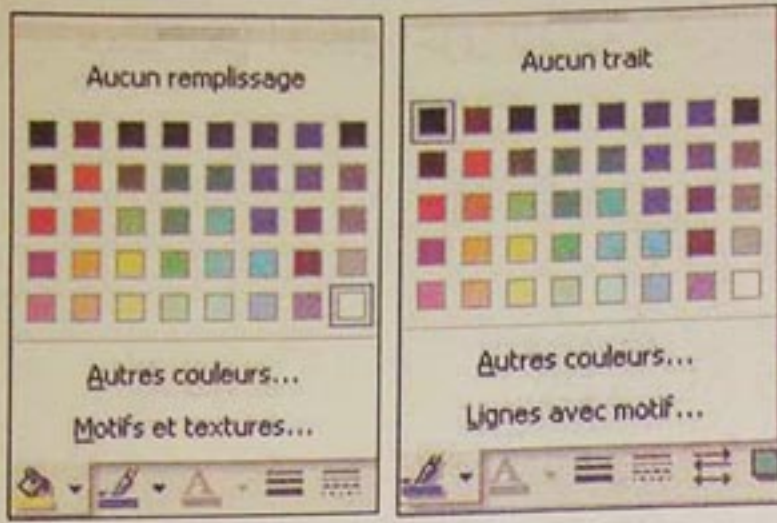 Aucun remplissage
Autres couleurs...
Motifs et textures...
Aucun trait
Autres couleurs...
Lignes avec motif...